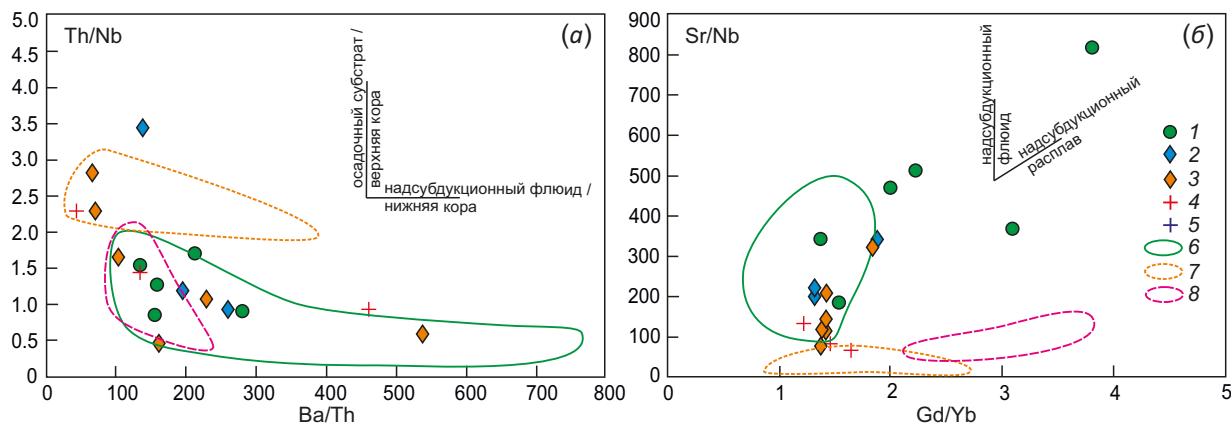 5.0
4.5
4.0
3.5
3.0
2.5
2.0
1.5
1.0
0.5
0
Th/Nb
(а)
осадочный субстрат /
верхняя кора
надсубдукционный флюид /
нижняя кора
0 100 200 300 400 500 600 700 800
Ba/Th
900
800
700
600
500
400
300
200
100
0
Sr/Nb
(б)
надсубдукционный
флюид
надсубдукционный
расплав
1
2
3
4
5
6
7
8
0 1 2 3 4 5
Gd/Yb